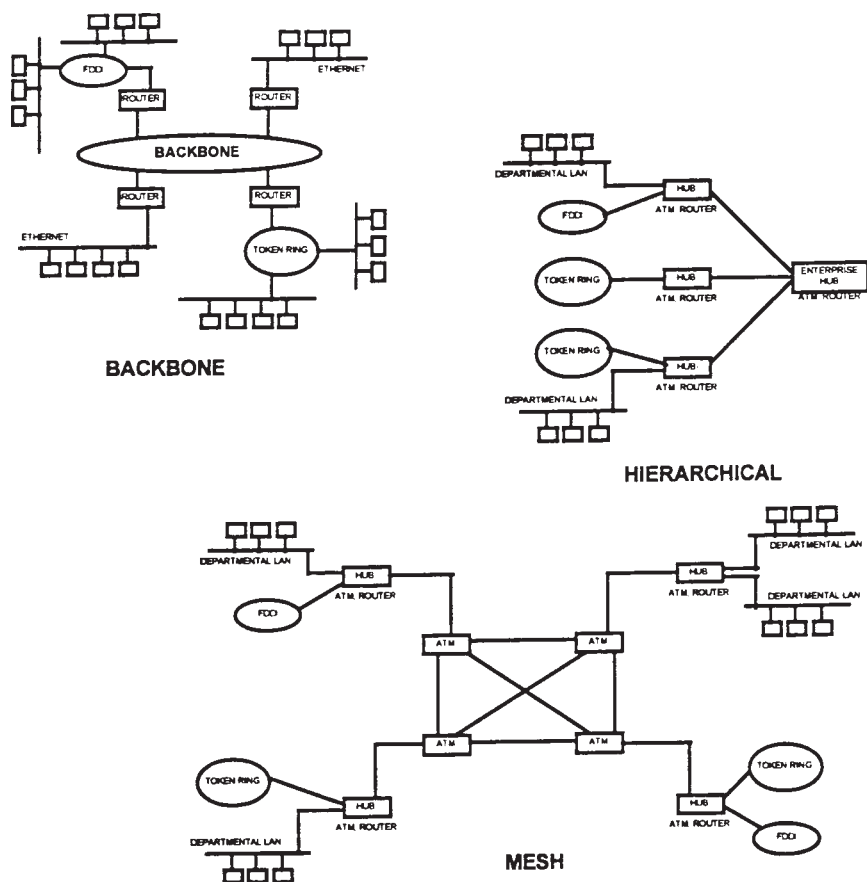 FDDI
ROUTER
ETHERNET
ROUTER
BACKBONE
ROUTER
ROUTER
ETHERNET
TOKEN RING
BACKBONE
DEPARTMENTAL LAN
HUB
ATM ROUTER
FDDI
TOKEN RING
HUB
ATM ROUTER
ENTERPRISE
HUB
ATM ROUTER
TOKEN RING
HUB
ATM ROUTER
DEPARTMENTAL LAN
HIERARCHICAL
DEPARTMENTAL LAN
HUB
ATM ROUTER
FDDI
DEPARTMENTAL LAN
HUB
ATM ROUTER
DEPARTMENTAL LAN
ATM
ATM
ATM
ATM
TOKEN RING
HUB
ATM ROUTER
DEPARTMENTAL LAN
TOKEN RING
HUB
ATM ROUTER
FDDI
MESH